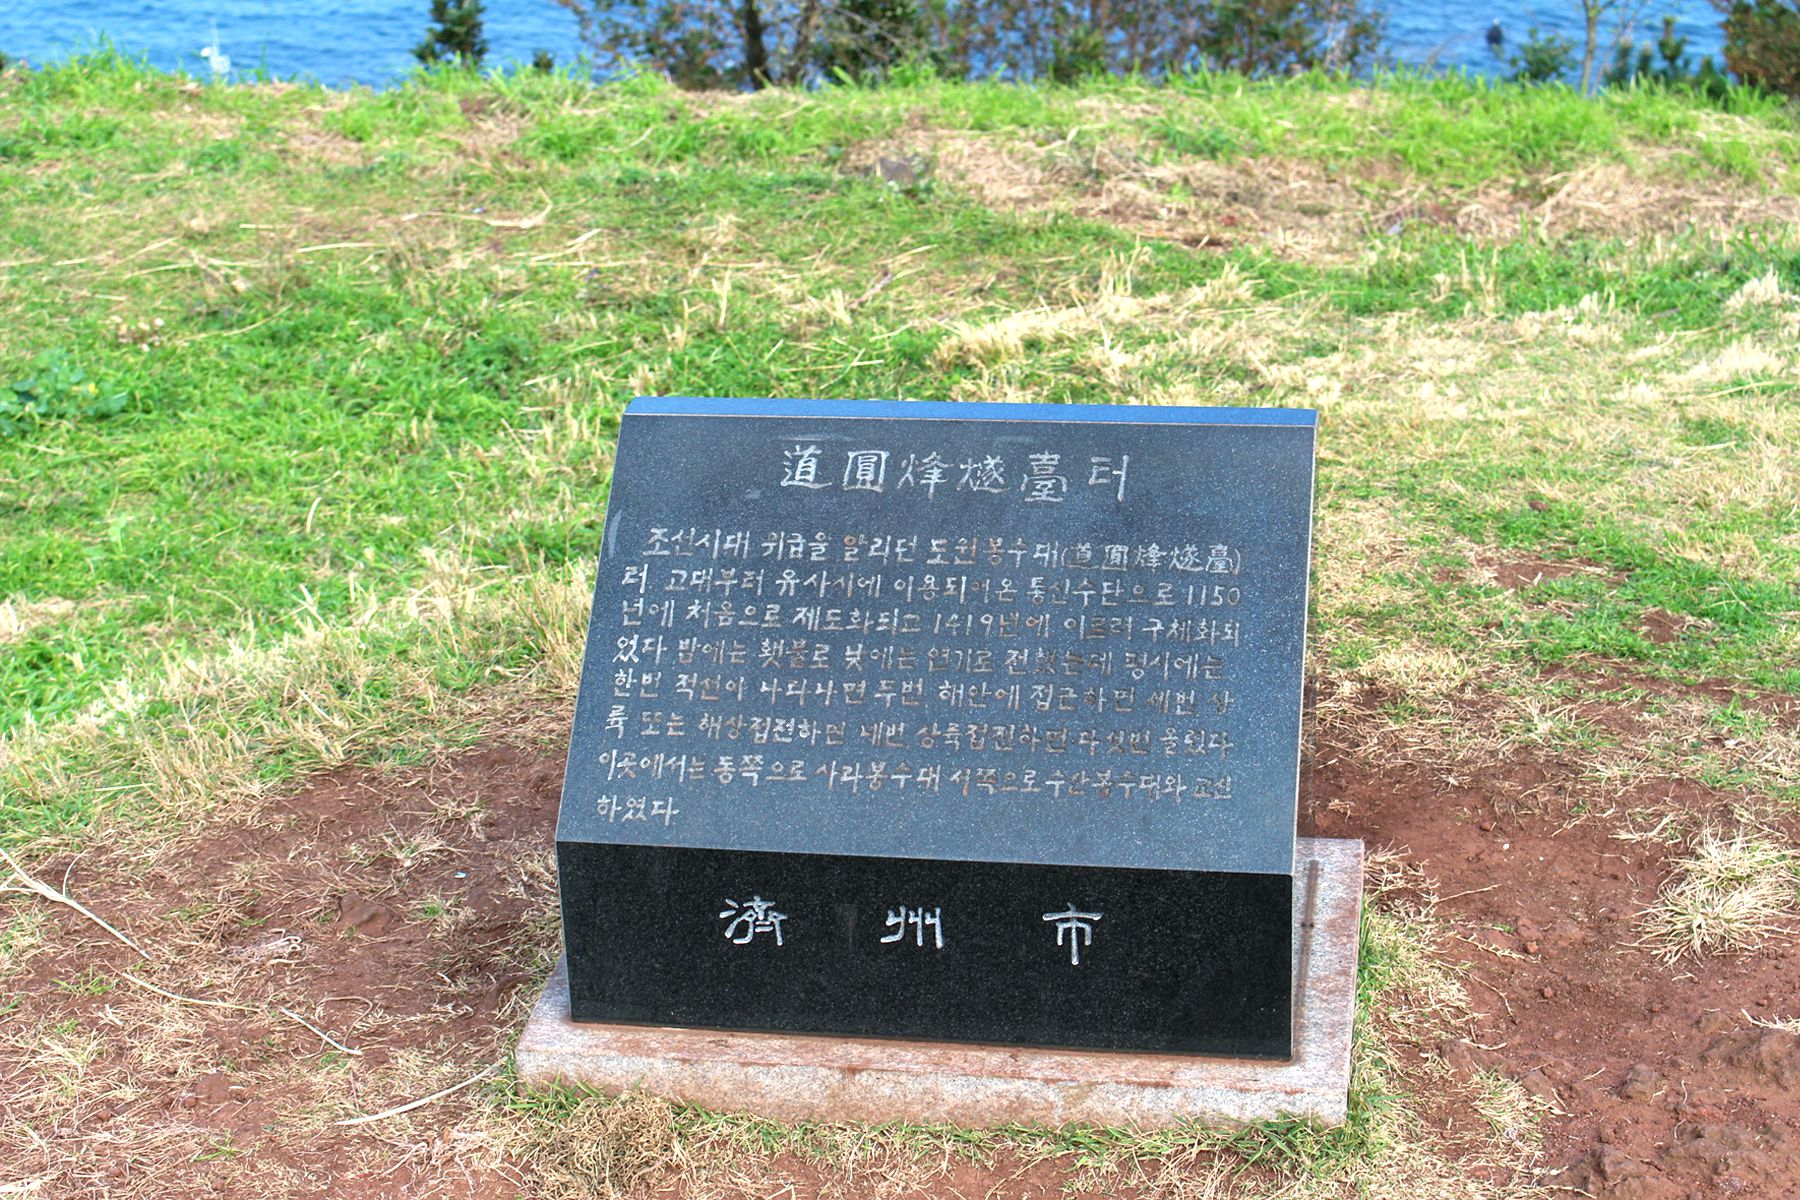 道圓烽燧臺터
조선시대 위급을 알리던 도원봉수대(道圓烽燧臺)
터 고대부터 유사시에 이용되어온 통신수단으로 1150
년에 처음으로 제도화되고 1419년에 이르러 구체화되
었다 밤에는 횃불로 낮에는 연기로 전했는데 평시에는
한번 적선이 나타나면 두번, 해안에 접근하면 세번 상
륙 또는 해상접전하면 네번, 상륙접전하면 다섯번 올렸다
이곳에서는 동쪽으로 사라봉수대 서쪽으로 수산봉수대와 교신
하였다
濟州市